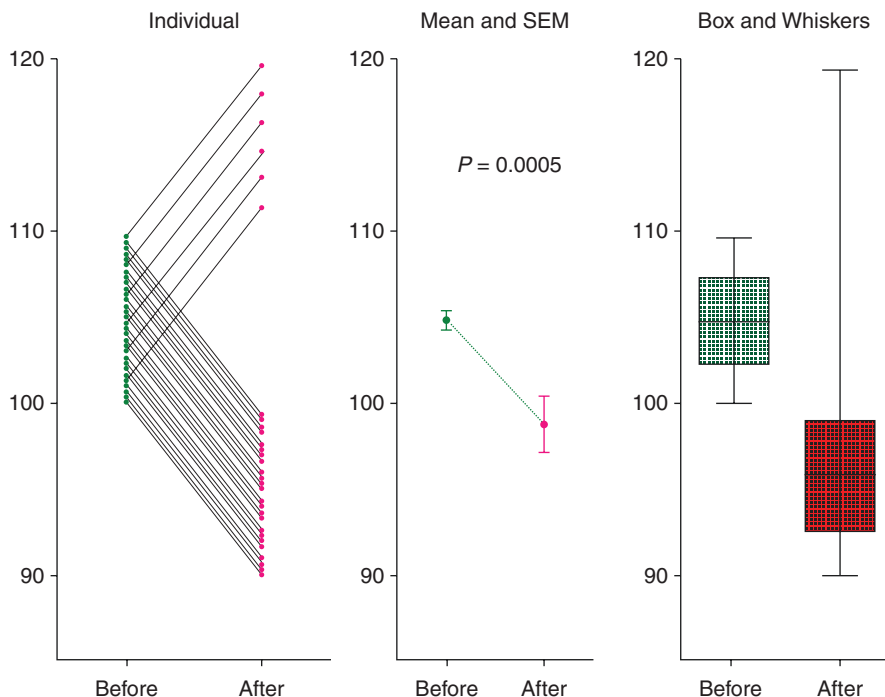 Individual
Mean and SEM
Box and Whiskers
120
110
100
90
Before
After
120
110
100
90
P = 0.0005
Before
After
120
110
100
90
Before
After